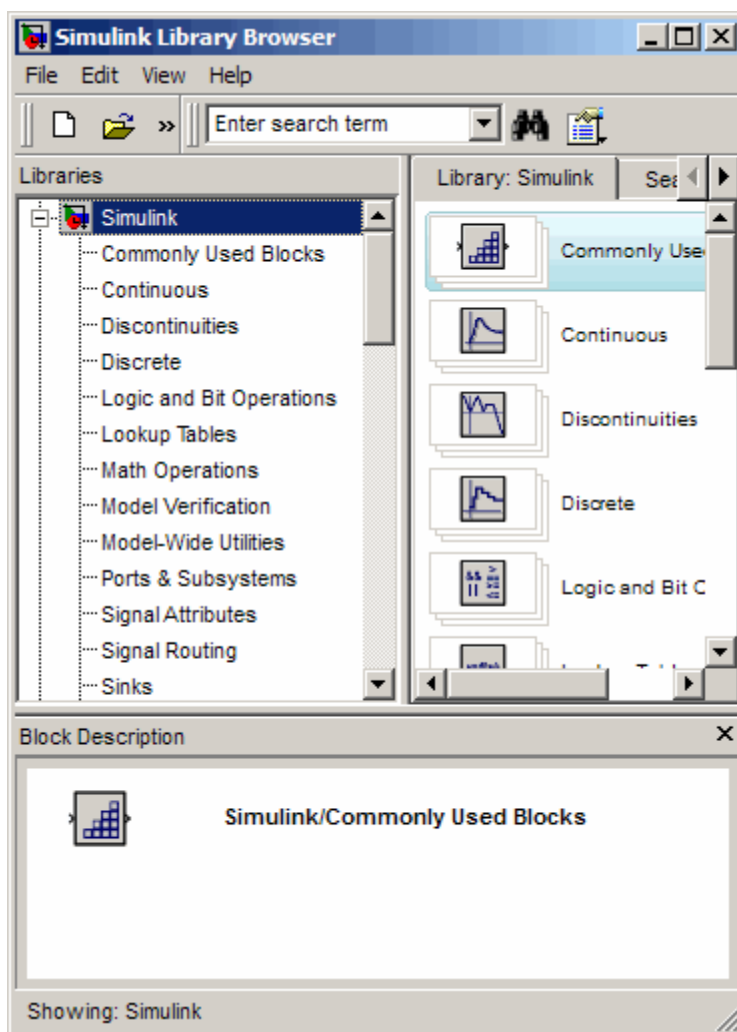 Simulink Library Browser
File Edit View Help
» Enter search term
Libraries
Simulink
Commonly Used Blocks
Continuous
Discontinuities
Discrete
Logic and Bit Operations
Lookup Tables
Math Operations
Model Verification
Model-Wide Utilities
Ports & Subsystems
Signal Attributes
Signal Routing
Sinks
Library: Simulink
Commonly Use
Continuous
Discontinuities
Discrete
Logic and Bit
Block Description
Simulink/Commonly Used Blocks
Showing: Simulink